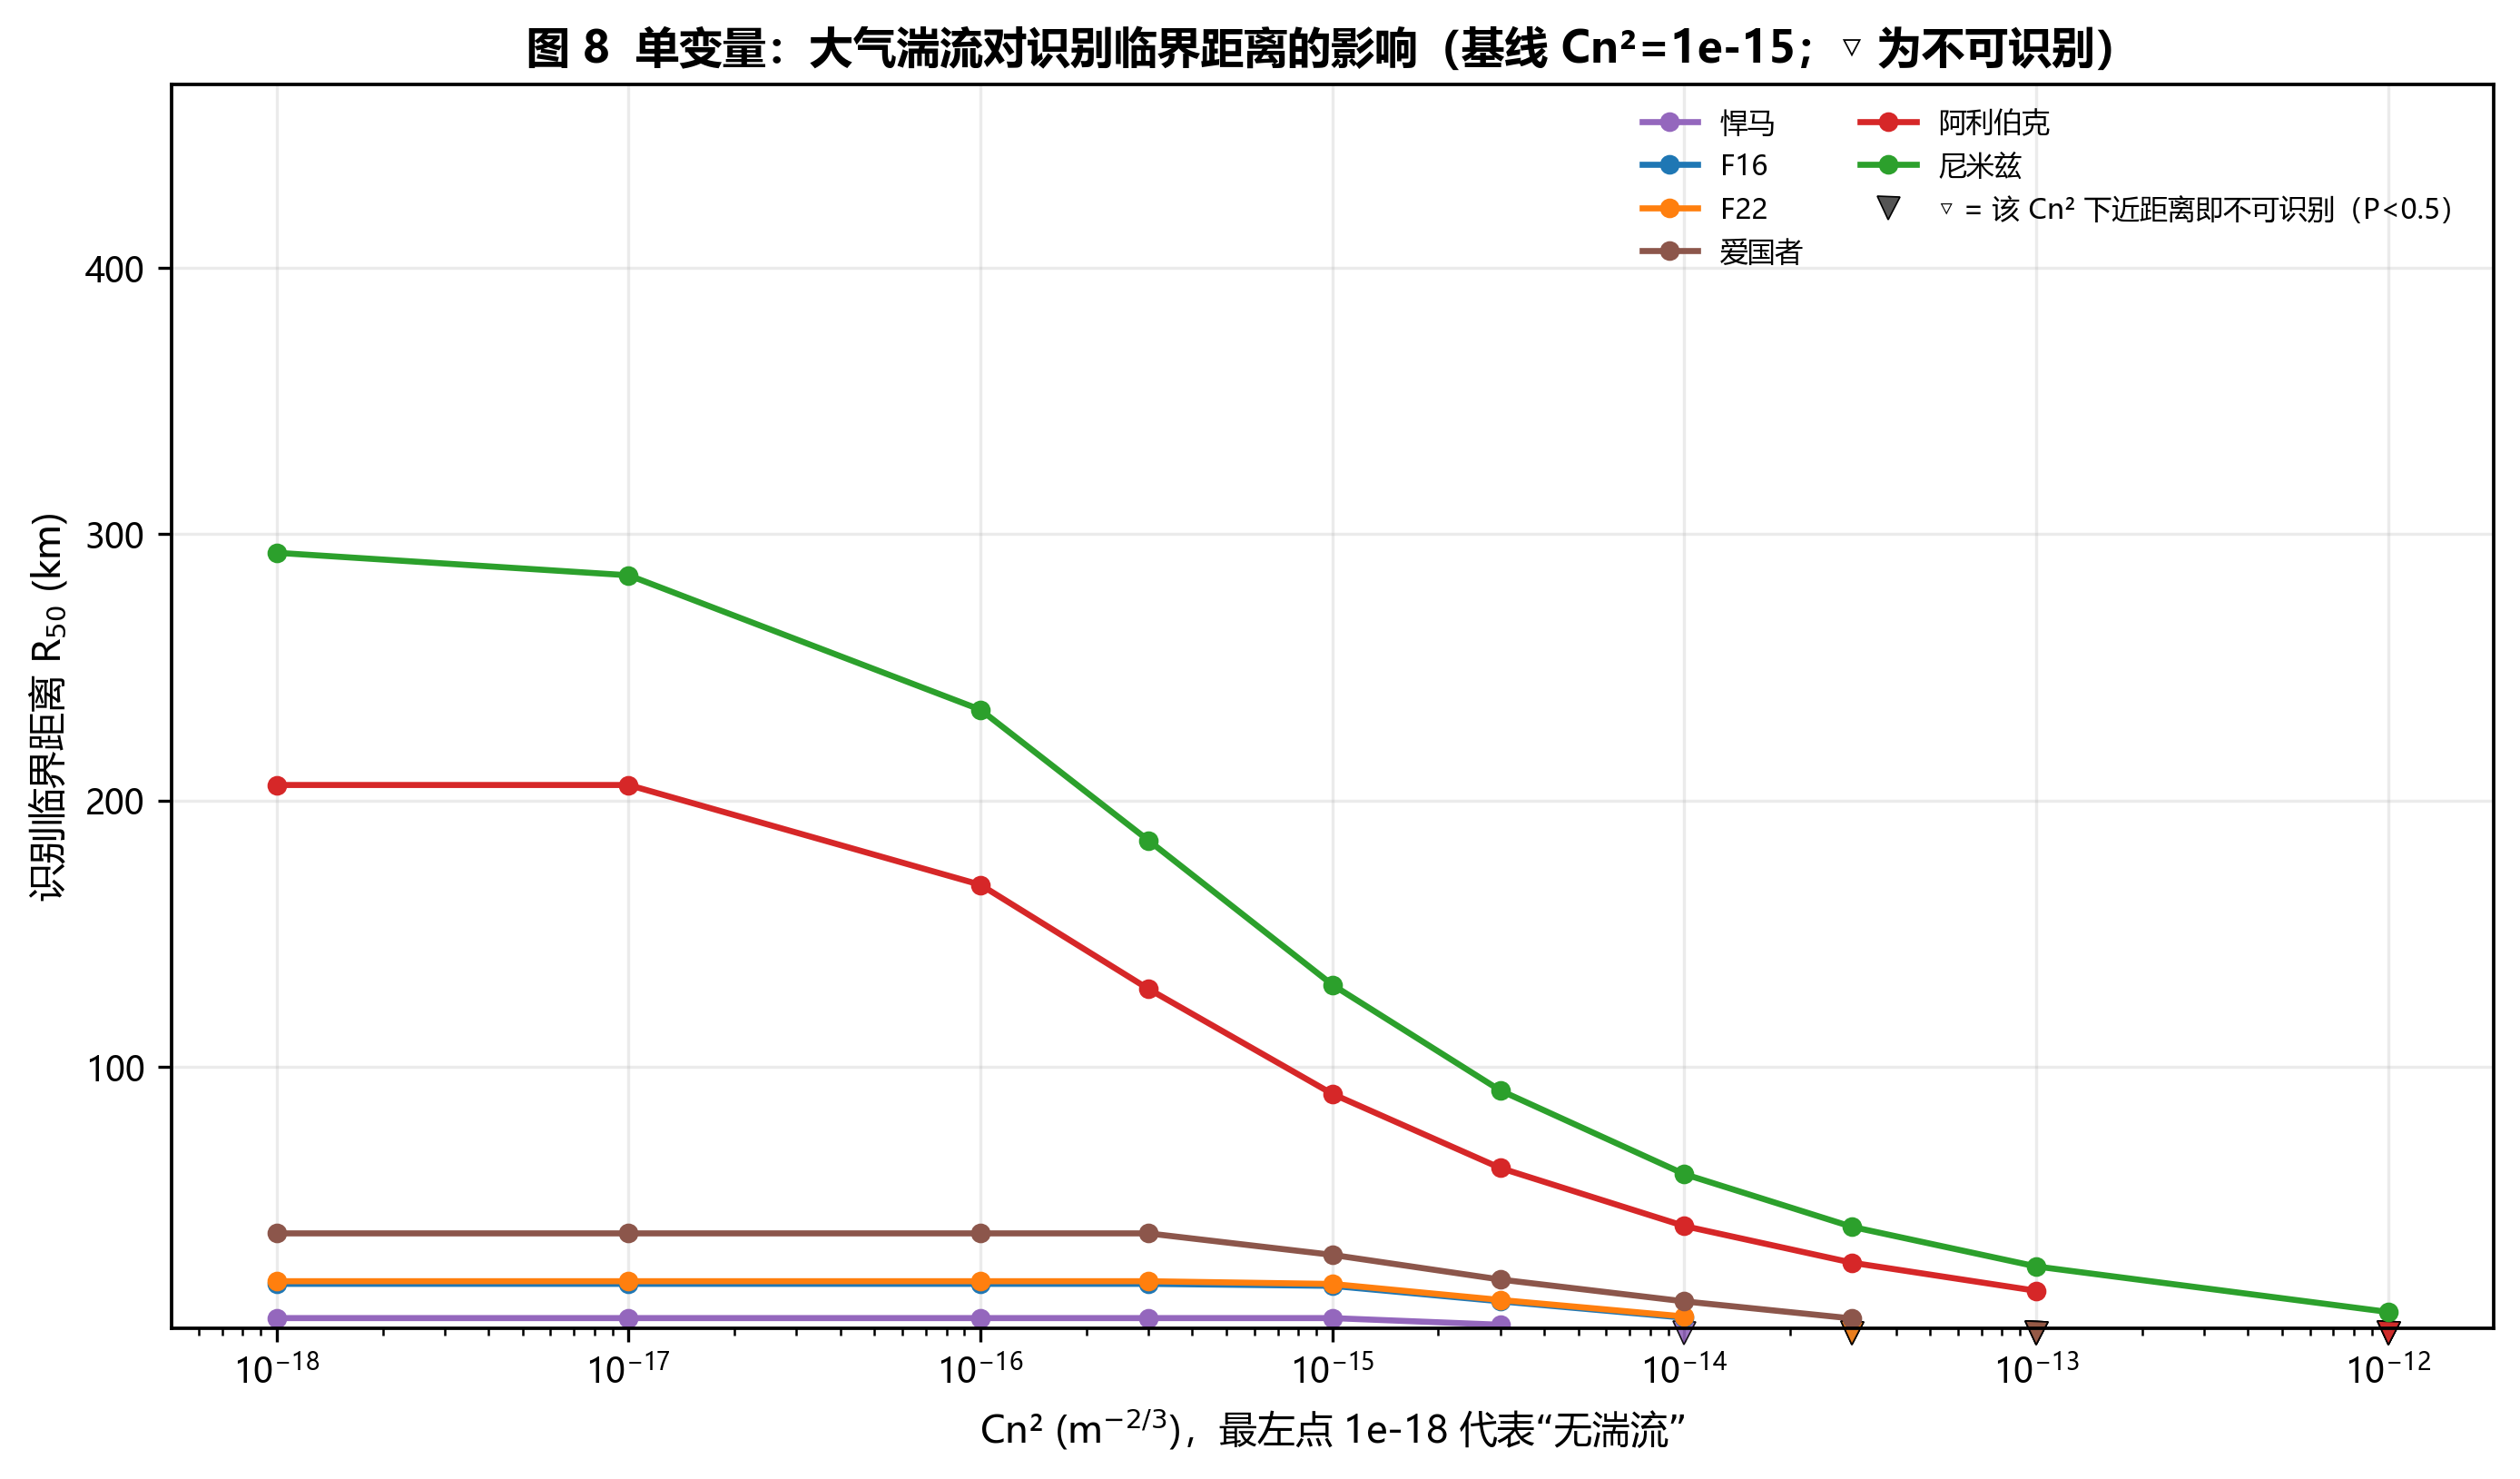 图 8  单变量：大气湍流对识别临界距离的影响（基线 Cn²=1e-15；▽ 为不可识别）
悍马
F16
F22
爱国者
阿利伯克
尼米兹
▽ = 该 Cn² 下近距离即不可识别（P<0.5）
识别临界距离 R₅₀ (km)
400
300
200
100
10⁻¹⁸
10⁻¹⁷
10⁻¹⁶
10⁻¹⁵
10⁻¹⁴
10⁻¹³
10⁻¹²
Cn² (m⁻²/³)，最左点 1e-18 代表“无湍流”